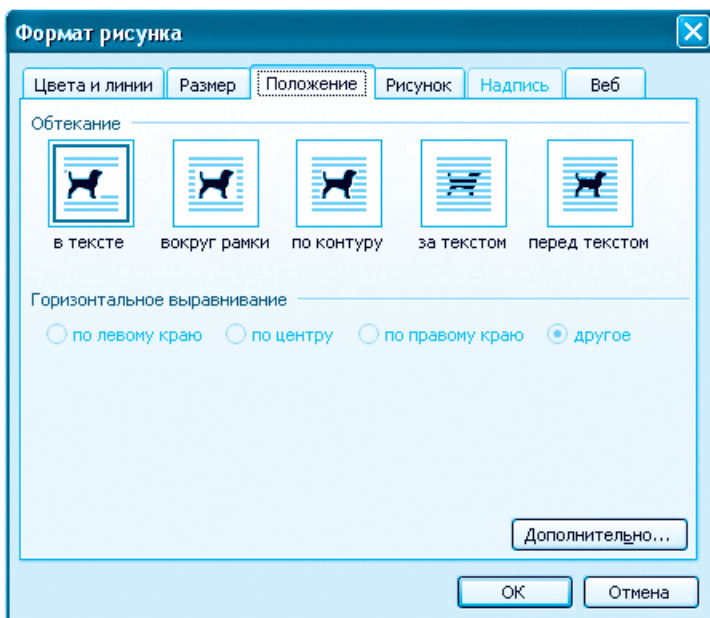 Формат рисунка
Цвета и линии Размер Положение Рисунок Надпись Веб
Обтекание
в тексте вокруг рамки по контуру за текстом перед текстом
Горизонтальное выравнивание
по левому краю по центру по правому краю другое
Дополнительно...
ОК Отмена